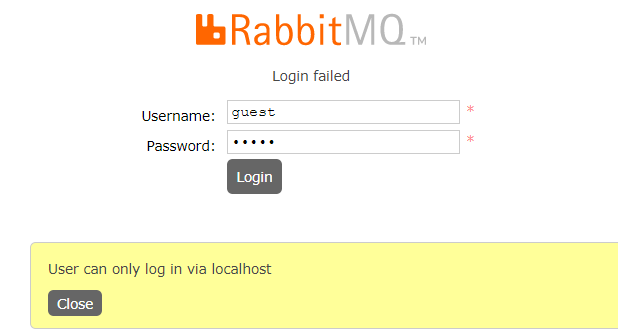 RabbitMQ™
Login failed
Username: guest *
Password: ••••• *
Login
User can only log in via localhost
Close